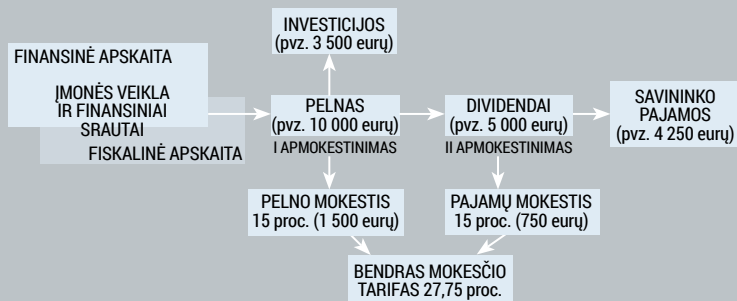 INVESTICIJOS
(pvz. 3 500 eurų)
FINANSINĖ APSKAITA
ĮMONĖS VEIKLA
IR FINANSINIAI
SRAUTAI
FISKALINĖ APSKAITA
PELNAS
(pvz. 10 000 eurų)
I APMOKESTINIMAS
DIVIDENDAI
(pvz. 5 000 eurų)
II APMOKESTINIMAS
SAVININKO
PAJAMOS
(pvz. 4 250 eurų)
PELNO MOKESTIS
15 proc. (1 500 eurų)
PAJAMŲ MOKESTIS
15 proc. (750 eurų)
BENDRAS MOKESČIO
TARIFAS 27,75 proc.